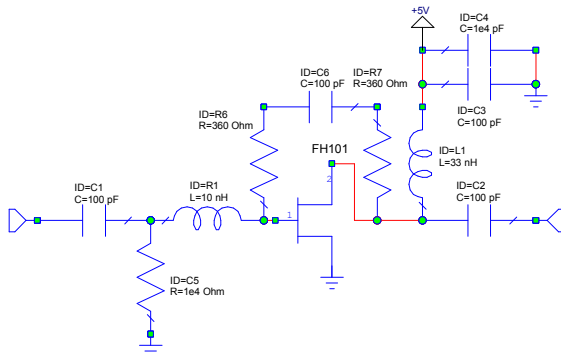 +5V
ID=C4
C=1e4 pF
ID=C6
C=100 pF
ID=R7
R=360 Ohm
ID=C3
C=100 pF
ID=R6
R=360 Ohm
FH101
2
ID=L1
L=33 nH
ID=C1
C=100 pF
ID=R1
L=10 nH
1
ID=C2
C=100 pF
ID=C5
R=1e4 Ohm